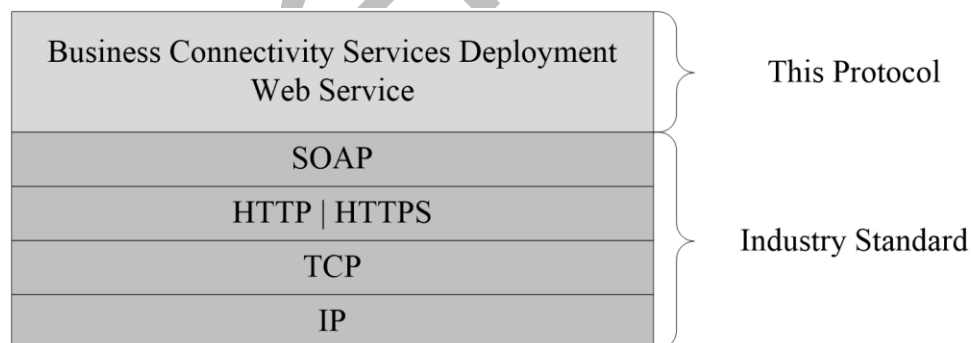 Business Connectivity Services Deployment
Web Service
This Protocol
SOAP
HTTP | HTTPS
TCP
IP
Industry Standard